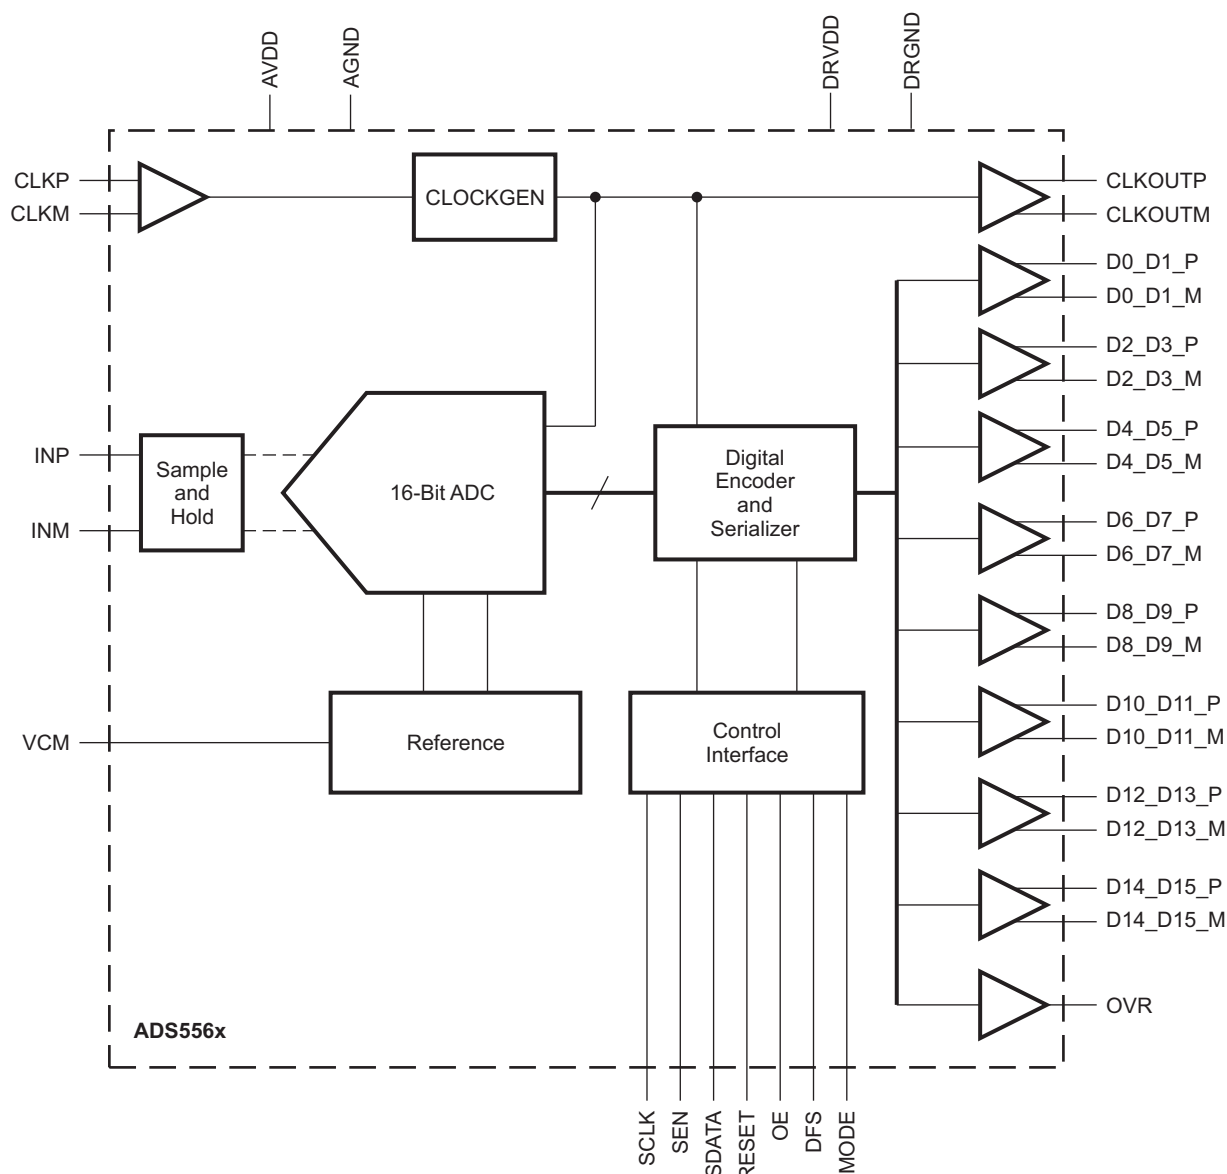 AVDD
AGND
DRVDD
DRGND
CLKP
CLKM
CLOCKGEN
CLKOUTP
CLKOUTM
D0_D1_P
D0_D1_M
D2_D3_P
D2_D3_M
D4_D5_P
D4_D5_M
INP
INM
Sample
and
Hold
16-Bit ADC
Digital
Encoder
and
Serializer
D6_D7_P
D6_D7_M
D8_D9_P
D8_D9_M
VCM
Reference
Control
Interface
D10_D11_P
D10_D11_M
D12_D13_P
D12_D13_M
D14_D15_P
D14_D15_M
OVR
ADS556x
SCLK
SEN
SDATA
RESET
OE
DFS
MODE